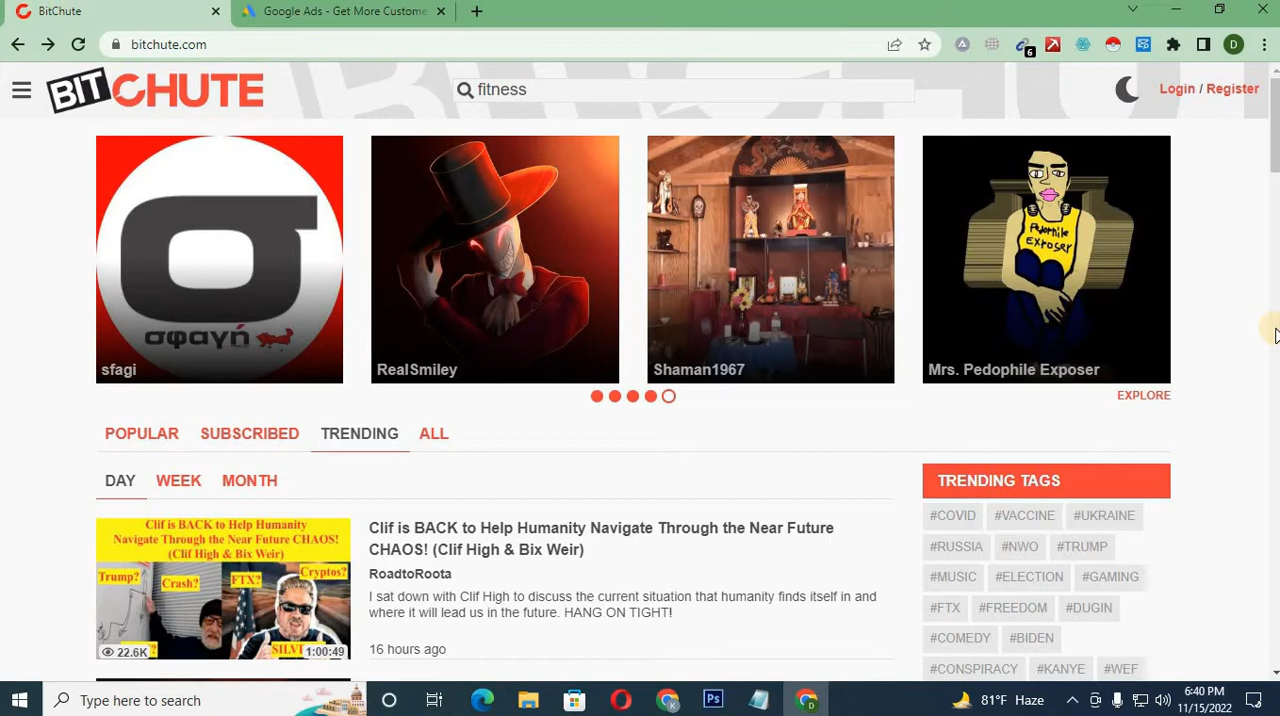 BitChute
Google Ads - Get More Custome
bitchute.com
6
D
BITCHUTE
fitness
Login / Register
σφαγή
sfagi
RealSmiley
Shaman1967
Pedophile
Exposer
Mrs. Pedophile Exposer
EXPLORE
POPULAR SUBSCRIBED TRENDING ALL
DAY WEEK MONTH
TRENDING TAGS
#COVID #VACCINE #UKRAINE
#RUSSIA #NWO #TRUMP
#MUSIC #ELECTION #GAMING
#FTX #FREEDOM #DUGIN
#COMEDY #BIDEN
#CONSPIRACY #KANYE #WEF
Clif is BACK to Help Humanity
Navigate Through the Near Future CHAOS!
(Clif High & Bix Weir)
Trump? Crash? FTX? Cryptos?
22.6K
1:00:49
Clif is BACK to Help Humanity Navigate Through the Near Future
CHAOS! (Clif High & Bix Weir)
RoadtoRoota
I sat down with Clif High to discuss the current situation that humanity finds itself in and
where it will lead us in the future. HANG ON TIGHT!
16 hours ago
Type here to search
Ps
K
D
81°F Haze
6:40 PM
11/15/2022